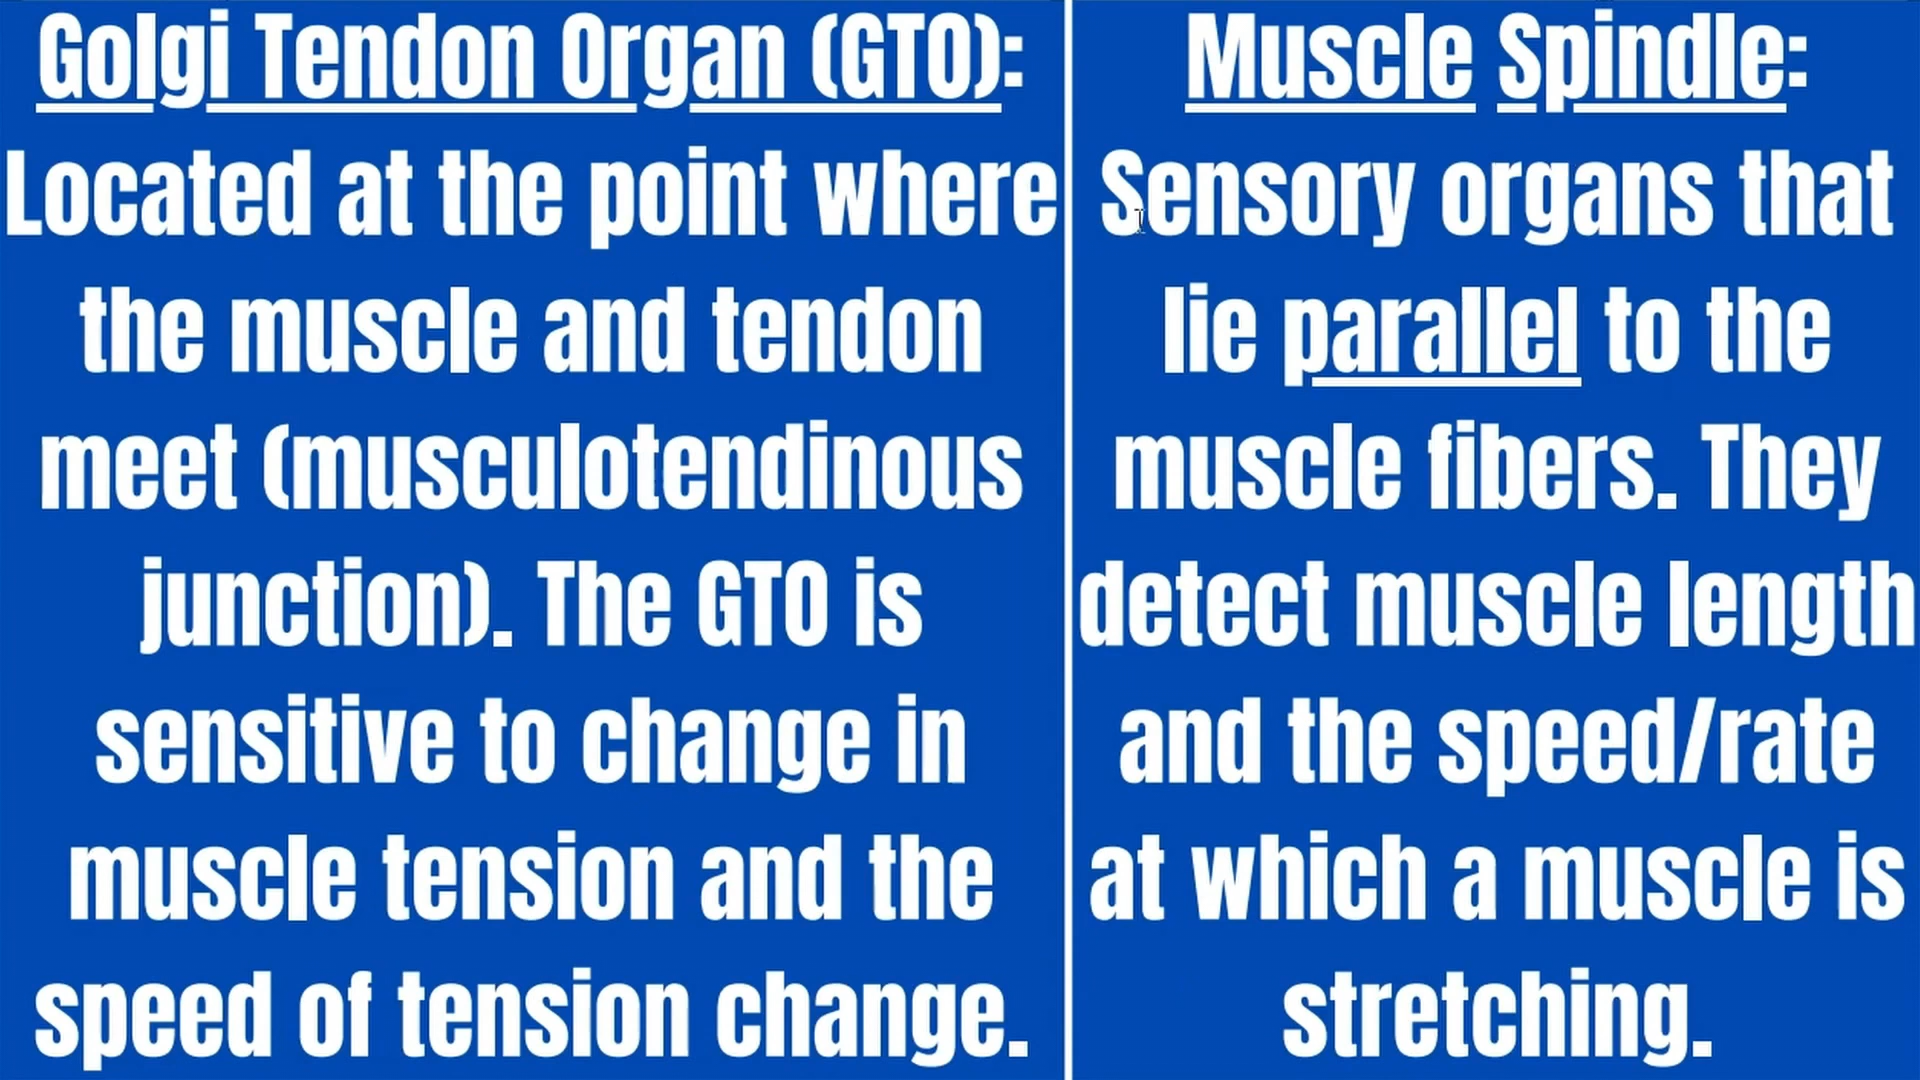 Golgi Tendon Organ (GTO):
Located at the point where
the muscle and tendon
meet (musculotendinous
junction). The GTO is
sensitive to change in
muscle tension and the
speed of tension change.
Muscle Spindle:
Sensory organs that
lie parallel to the
muscle fibers. They
detect muscle length
and the speed/rate
at which a muscle is
stretching.